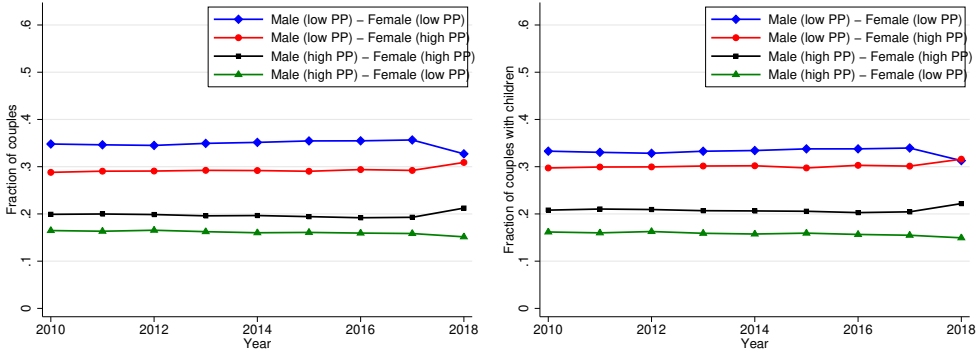 Male (low PP) − Female (low PP)
Male (low PP) − Female (high PP)
Male (high PP) − Female (high PP)
Male (high PP) − Female (low PP)
Fraction of couples
.6
.5
.4
.3
.2
.1
0
2010 2012 2014 2016 2018
Year
Male (low PP) − Female (low PP)
Male (low PP) − Female (high PP)
Male (high PP) − Female (high PP)
Male (high PP) − Female (low PP)
Fraction of couples with children
.6
.5
.4
.3
.2
.1
0
2010 2012 2014 2016 2018
Year